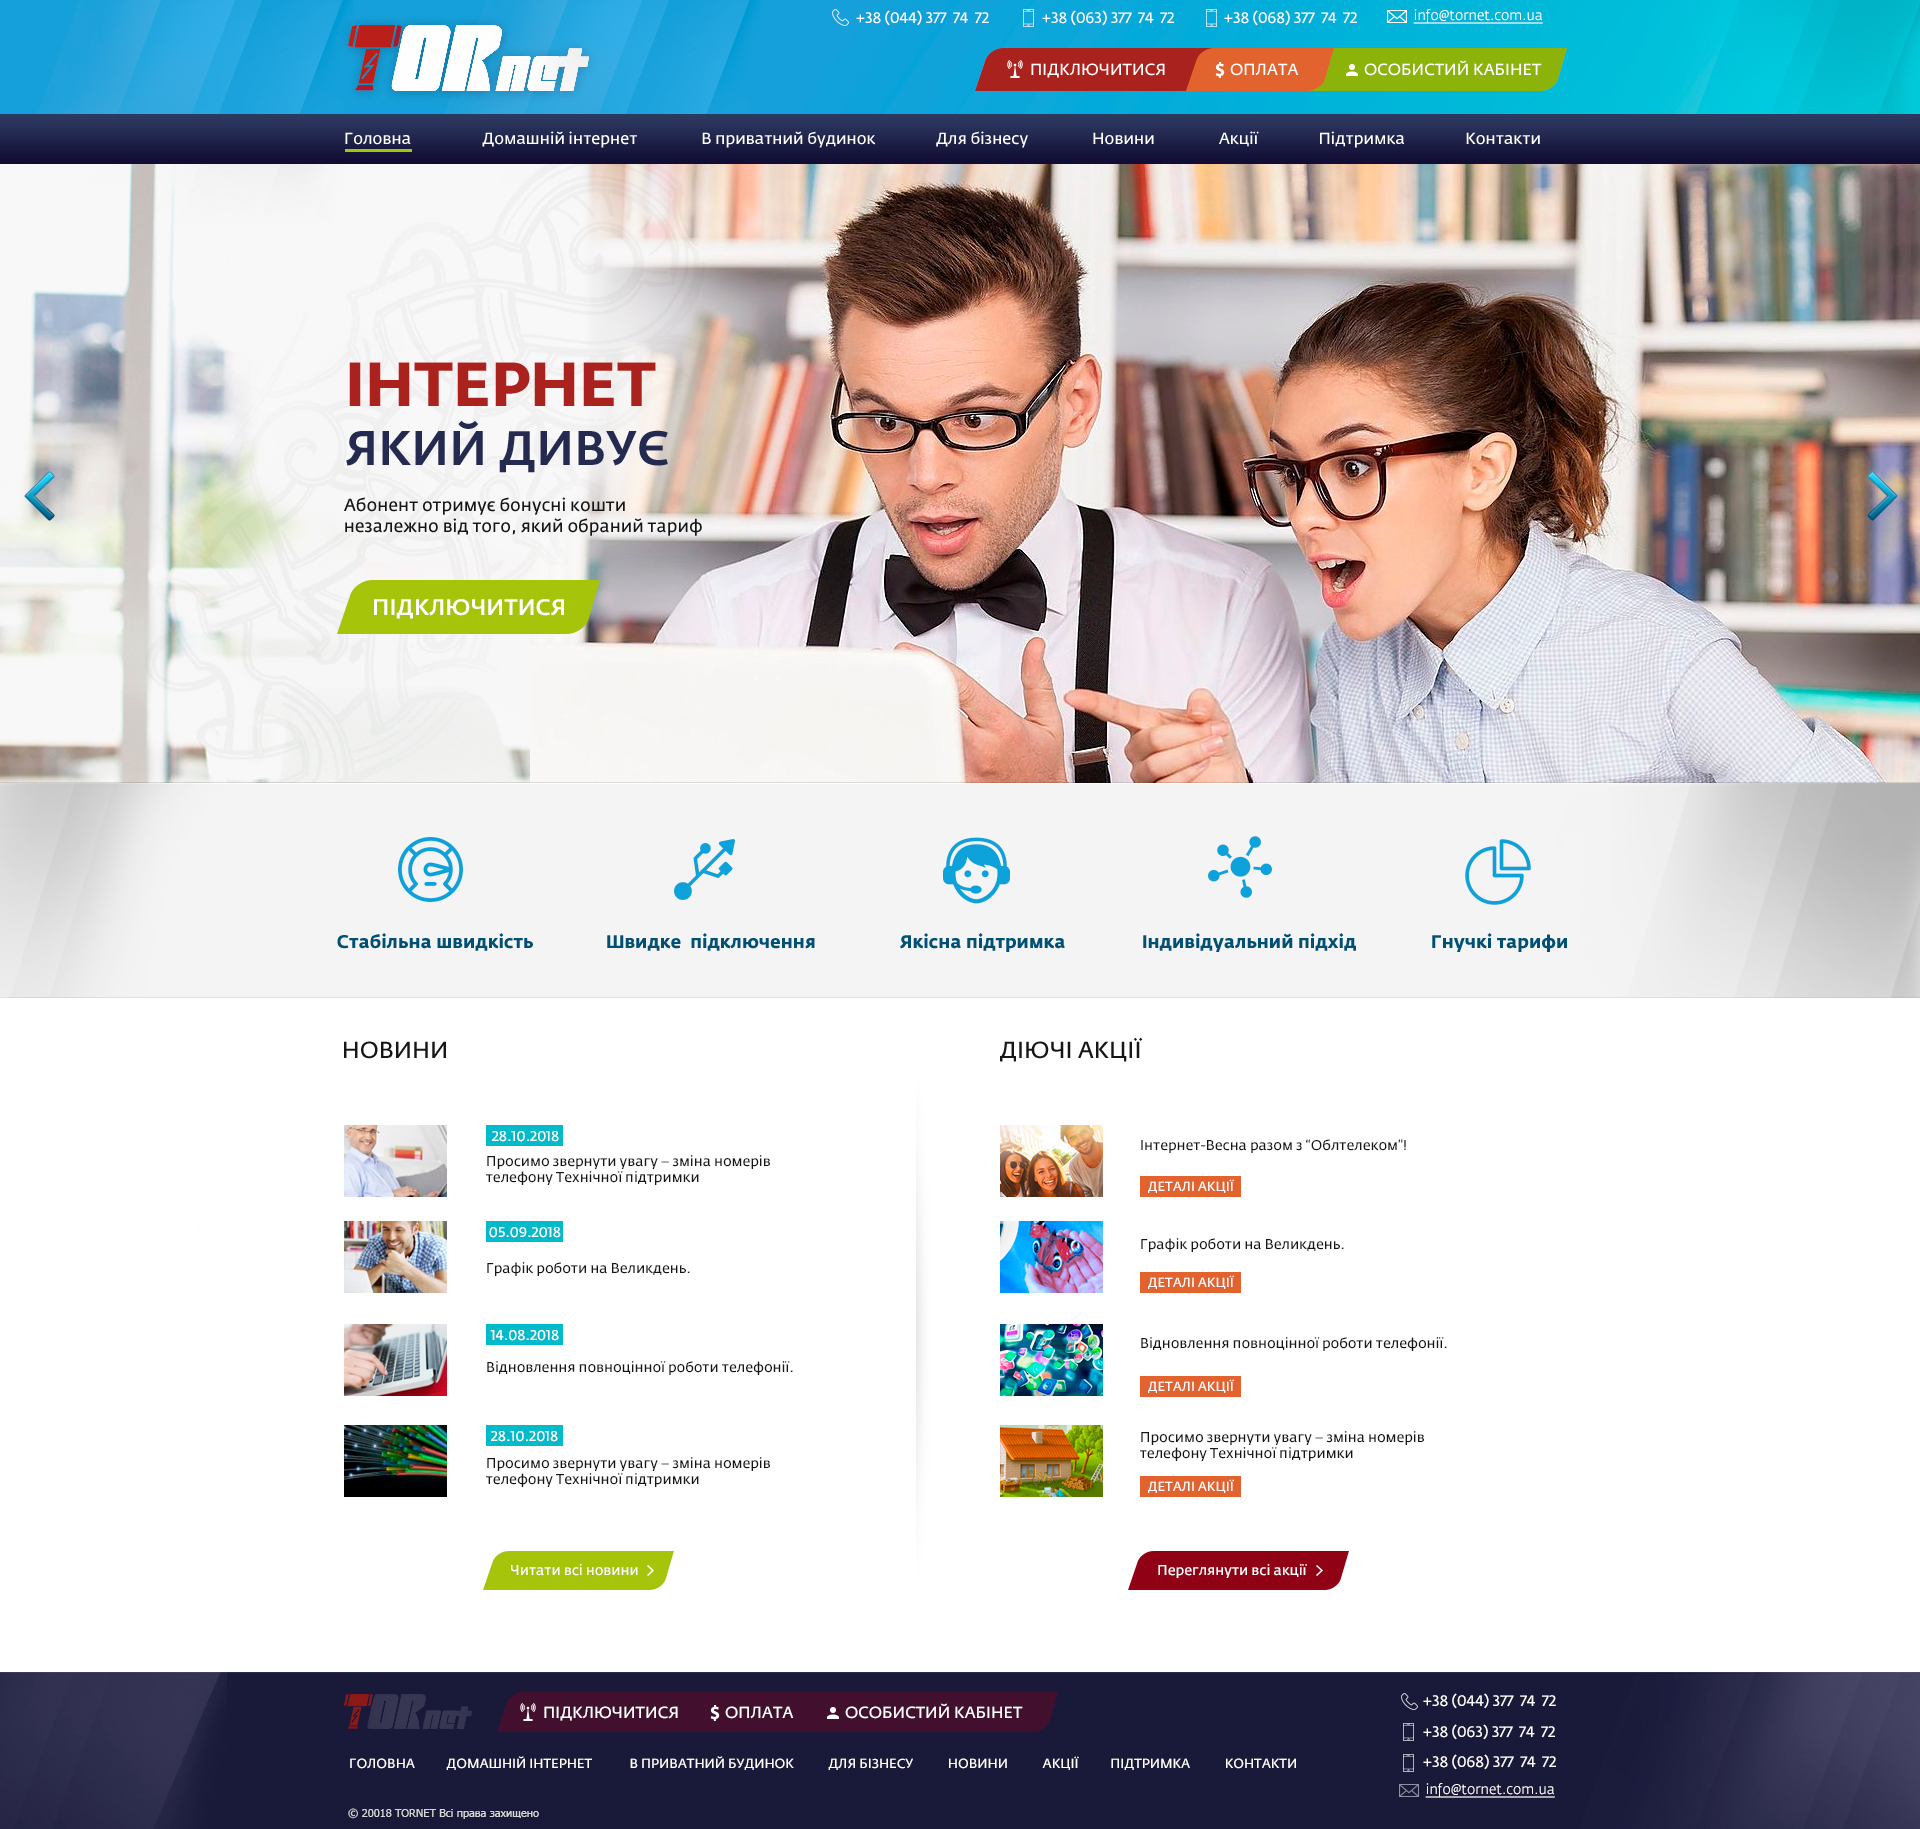 TORnet
+38 (044) 377 74 72
+38 (063) 377 74 72
+38 (068) 377 74 72
info@tornet.com.ua
ПІДКЛЮЧИТИСЯ
$ ОПЛАТА
ОСОБИСТИЙ КАБІНЕТ
Головна
Домашній інтернет
В приватний будинок
Для бізнесу
Новини
Акції
Підтримка
Контакти
ІНТЕРНЕТ
ЯКИЙ ДИВУЄ
Абонент отримує бонусні кошти
незалежно від того, який обраний тариф
ПІДКЛЮЧИТИСЯ
Стабільна швидкість
Швидке підключення
Якісна підтримка
Індивідуальний підхід
Гнучкі тарифи
НОВИНИ
28.10.2018
Просимо звернути увагу – зміна номерів
телефону Технічної підтримки
05.09.2018
Графік роботи на Великдень.
14.08.2018
Відновлення повноцінної роботи телефонії.
28.10.2018
Просимо звернути увагу – зміна номерів
телефону Технічної підтримки
Читати всі новини
ДІЮЧІ АКЦІЇ
Інтернет-Весна разом з “Облтелеком”!
ДЕТАЛІ АКЦІЇ
Графік роботи на Великдень.
ДЕТАЛІ АКЦІЇ
Відновлення повноцінної роботи телефонії.
ДЕТАЛІ АКЦІЇ
Просимо звернути увагу – зміна номерів
телефону Технічної підтримки
ДЕТАЛІ АКЦІЇ
Переглянути всі акції
TORnet
ПІДКЛЮЧИТИСЯ
$ ОПЛАТА
ОСОБИСТИЙ КАБІНЕТ
ГОЛОВНА
ДОМАШНІЙ ІНТЕРНЕТ
В ПРИВАТНИЙ БУДИНОК
ДЛЯ БІЗНЕСУ
НОВИНИ
АКЦІЇ
ПІДТРИМКА
КОНТАКТИ
© 20018 TORNET Всі права захищено
+38 (044) 377 74 72
+38 (063) 377 74 72
+38 (068) 377 74 72
info@tornet.com.ua